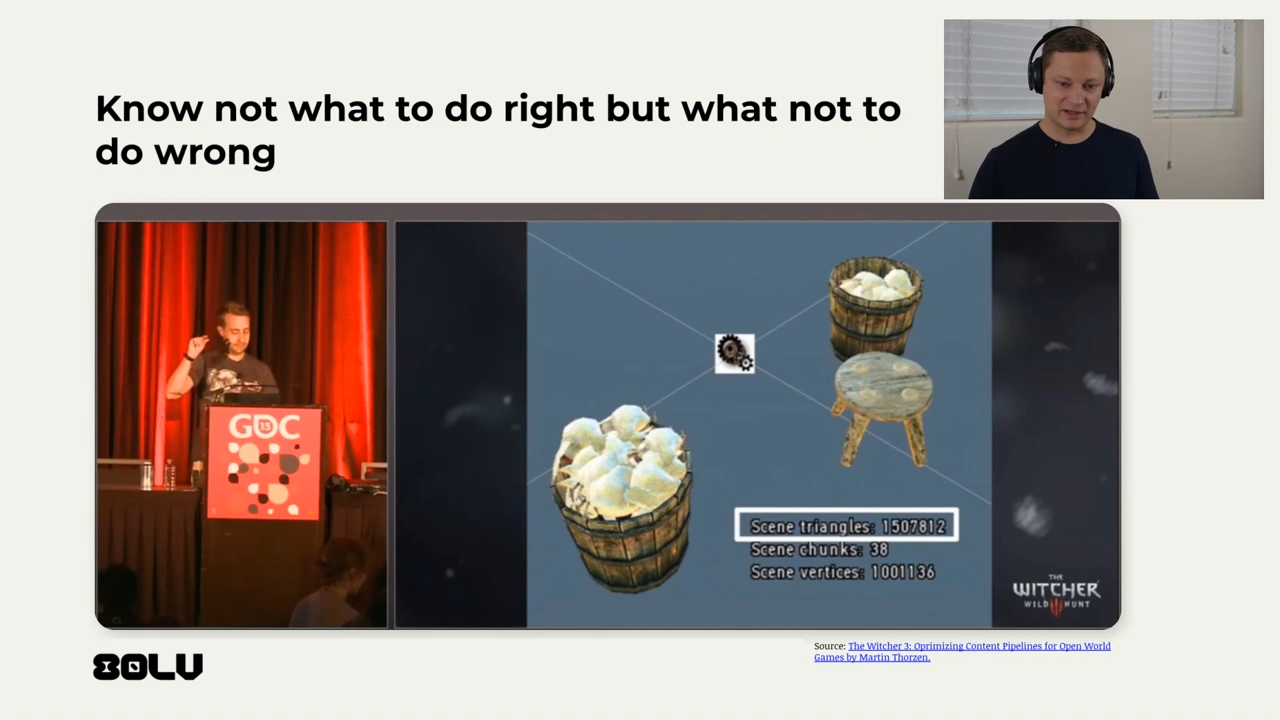 Know not what to do right but what not to
do wrong
GDC
15
Scene triangles: 1507812
Scene chunks: 38
Scene vertices: 1001136
THE
WITCHER
WILD HUNT
80LV
Source: The Witcher 3: Oprimizing Content Pipelines for Open World
Games by Martin Thorzen.